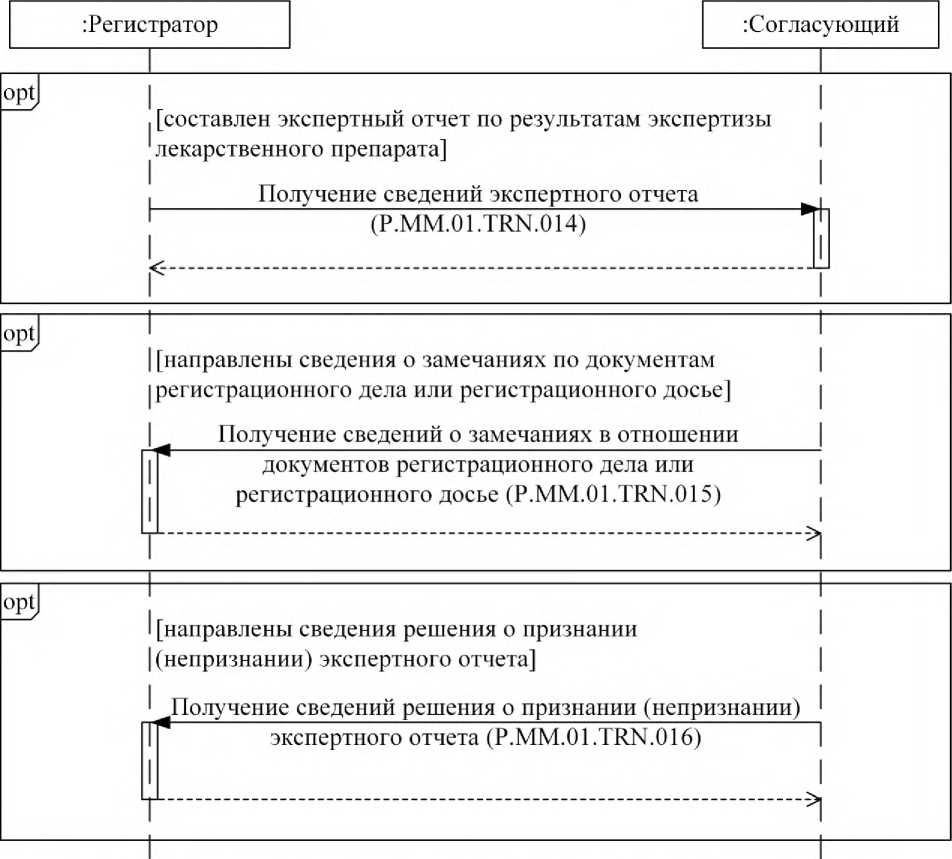 :Регистратор
:Согласующий
opt
[составлен экспертный отчет по результатам экспертизы
лекарственного препарата]
Получение сведений экспертного отчета
(P.MM.01.TRN.014)
opt
[направлены сведения о замечаниях по документам
регистрационного дела или регистрационного досье]
Получение сведений о замечаниях в отношении
документов регистрационного дела или
регистрационного досье (P.MM.01.TRN.015)
opt
[направлены сведения решения о признании
(непризнании) экспертного отчета]
Получение сведений решения о признании (непризнании)
экспертного отчета (P.MM.01.TRN.016)